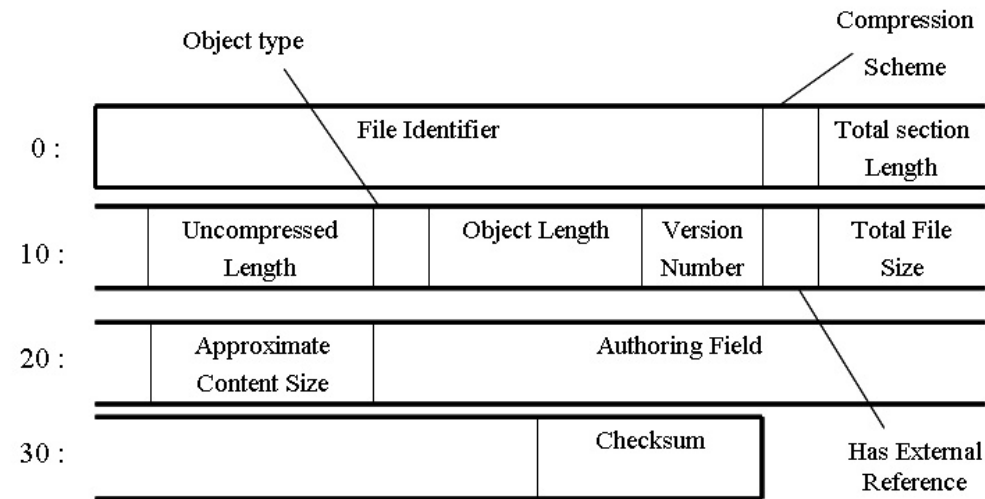 Object type
Compression
Scheme
0 :
File Identifier
Total section
Length
10 :
Uncompressed
Length
Object Length
Version
Number
Total File
Size
20 :
Approximate
Content Size
Authoring Field
30 :
Checksum
Has External
Reference